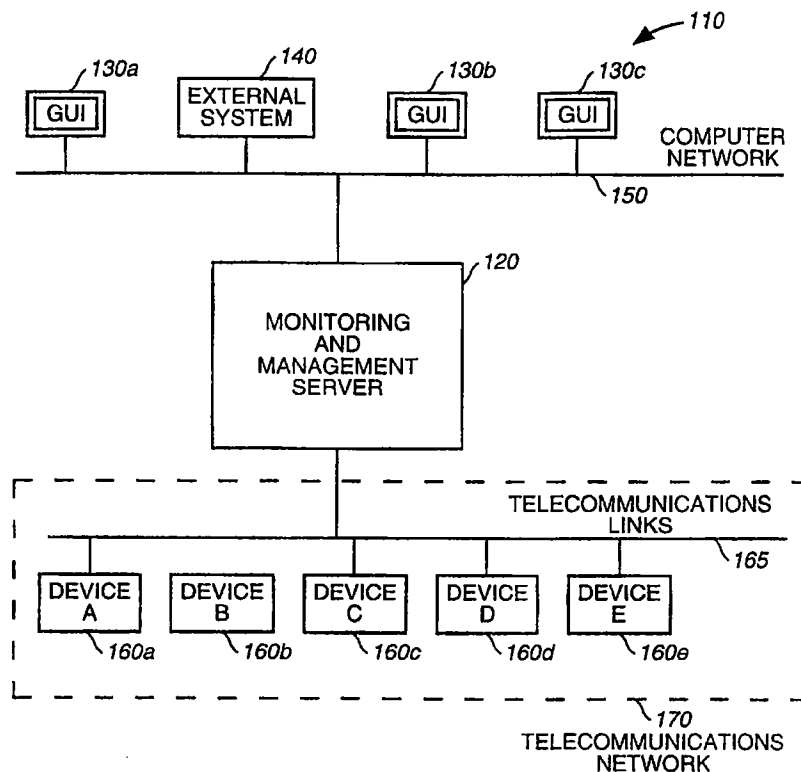 110
130a
140
130b
130c
GUI
EXTERNAL
SYSTEM
GUI
GUI
COMPUTER
NETWORK
150
120
MONITORING
AND
MANAGEMENT
SERVER
TELECOMMUNICATIONS
LINKS
165
DEVICE
A
DEVICE
B
DEVICE
C
DEVICE
D
DEVICE
E
160a
160b
160c
160d
160e
170
TELECOMMUNICATIONS
NETWORK